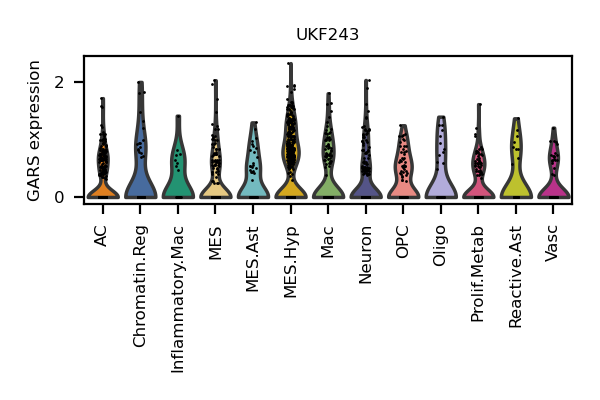 UKF243
GARS expression
2
0
AC
Chromatin.Reg
Inflammatory.Mac
MES
MES.Ast
MES.Hyp
Mac
Neuron
OPC
Oligo
Prolif.Metab
Reactive.Ast
Vasc